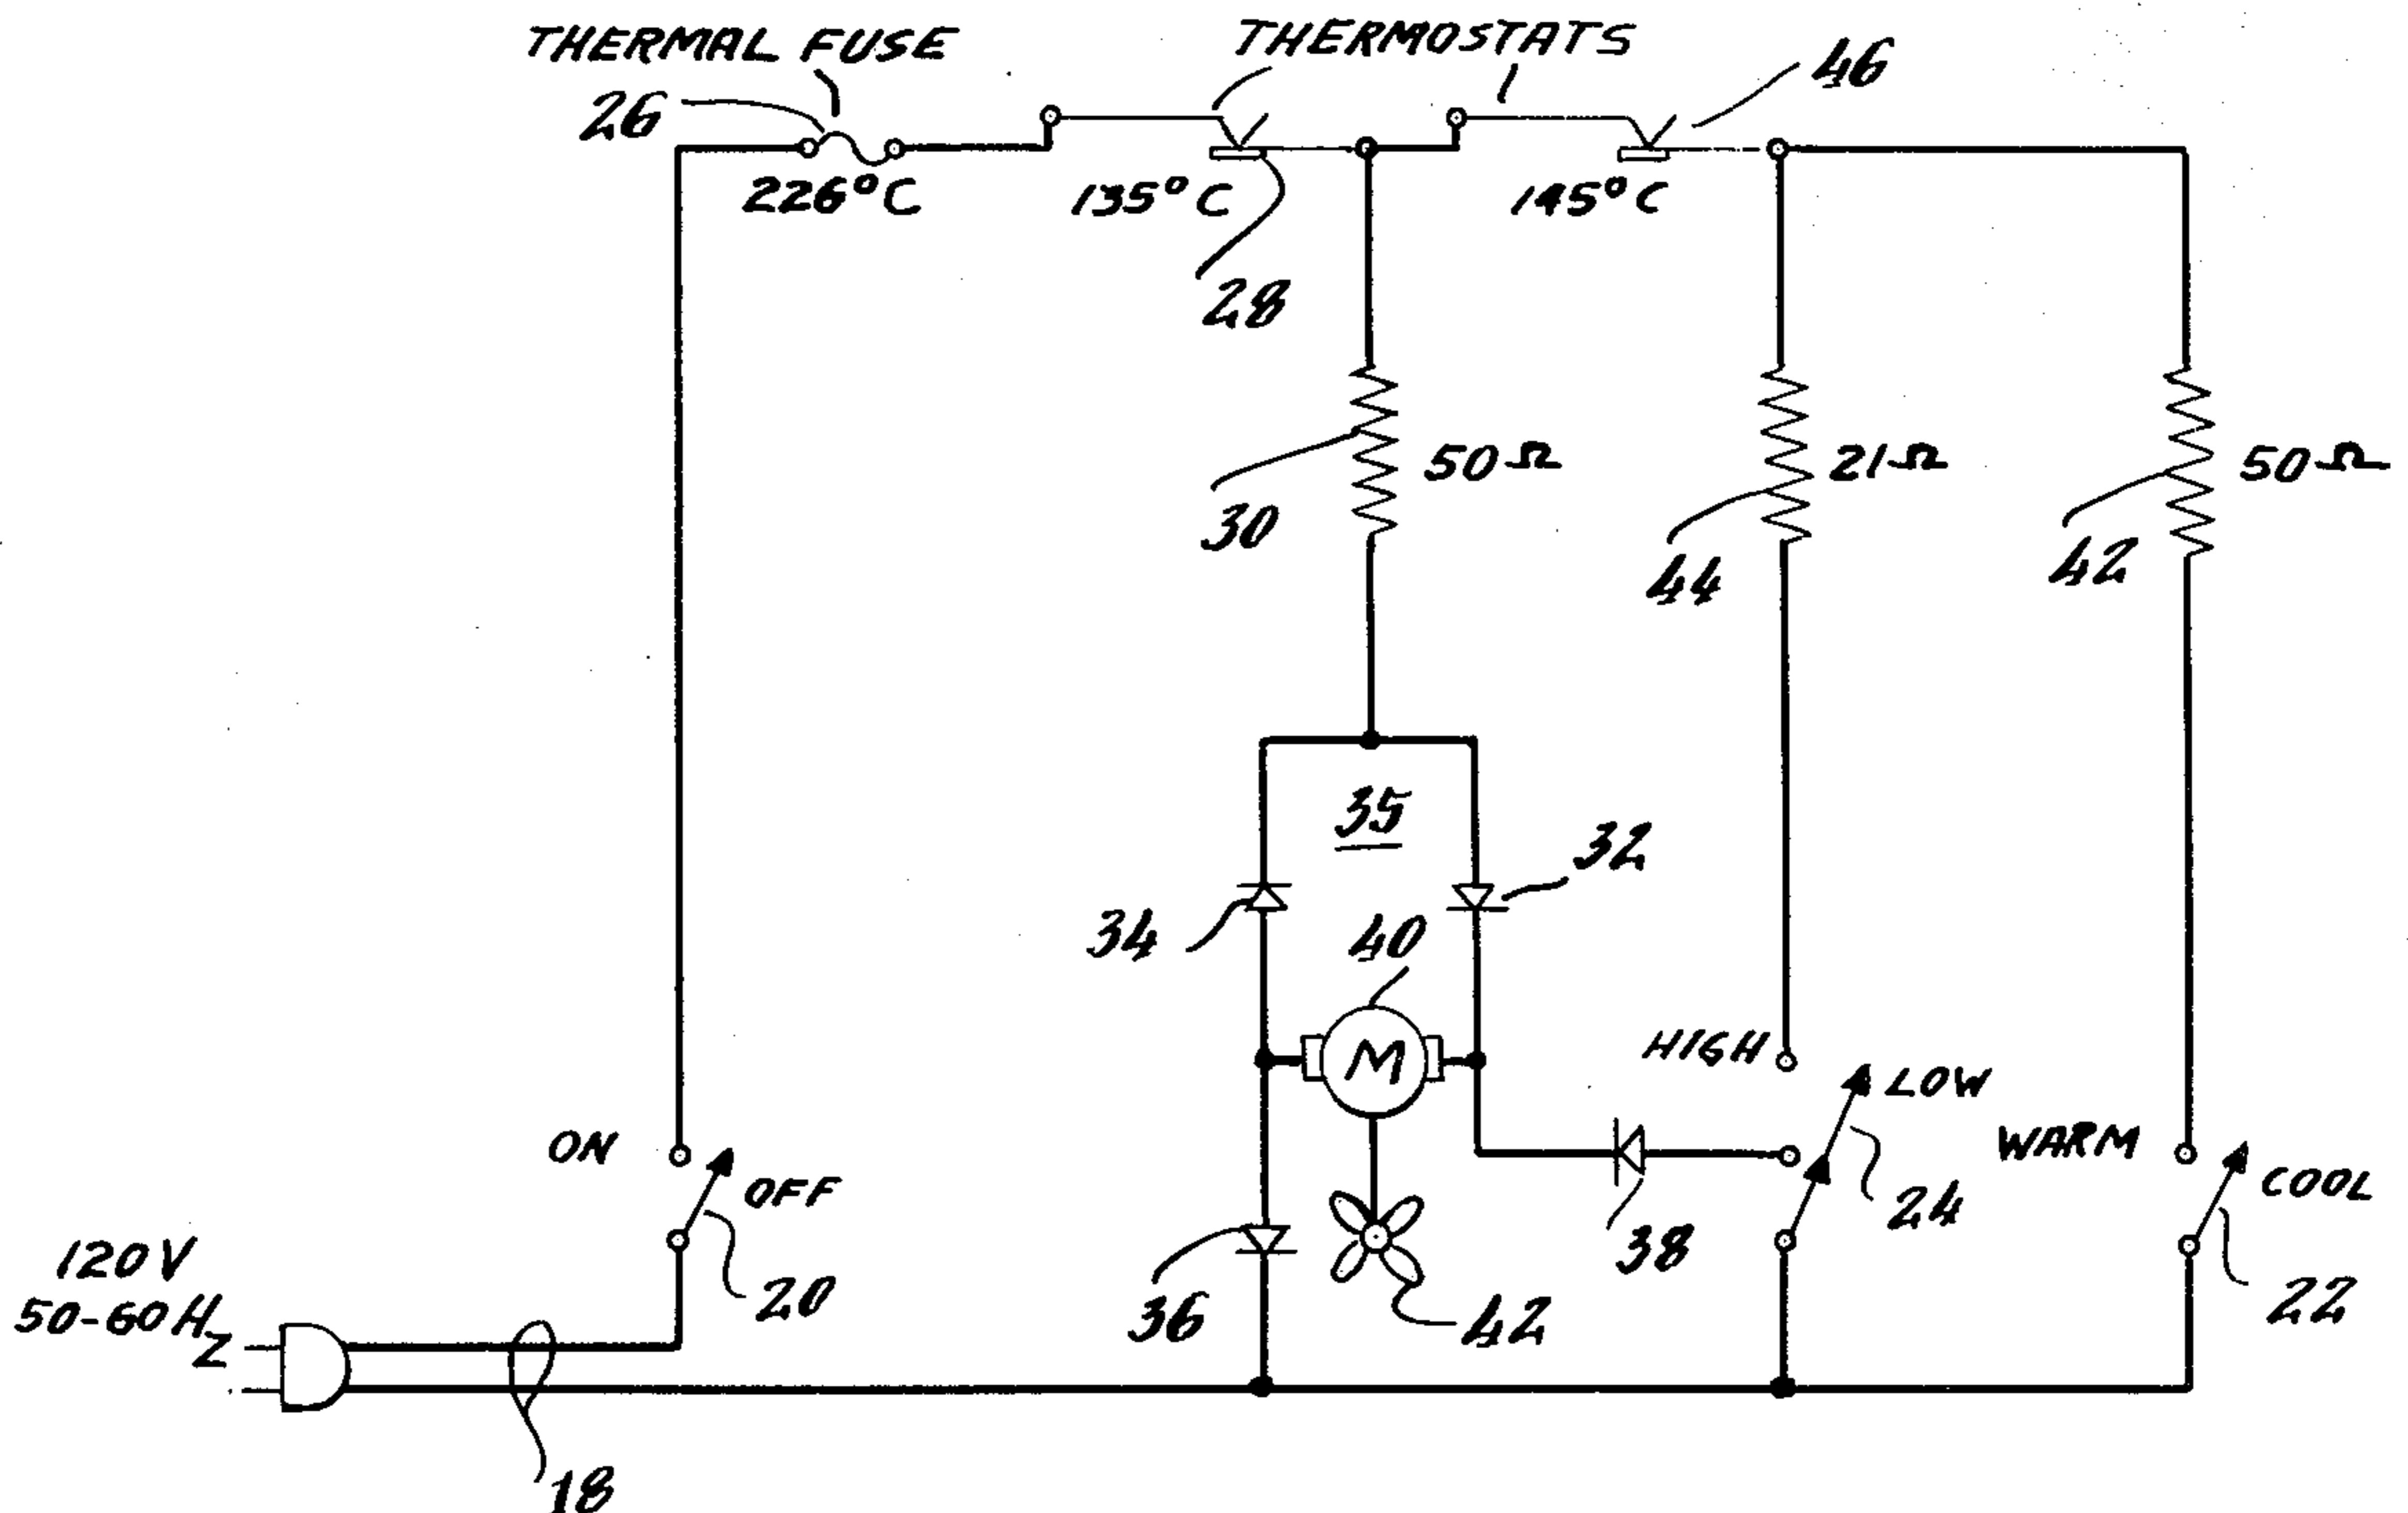 THERMAL FUSE
THERMOSTATS
46
26
226°C
135°C
145°C
28
50Ω
21Ω
50Ω
30
44
42
35
32
34
40
HIGH
LOW
ON
WARM
OFF
COOL
24
38
120V
50-60Hz
20
36
42
22
18